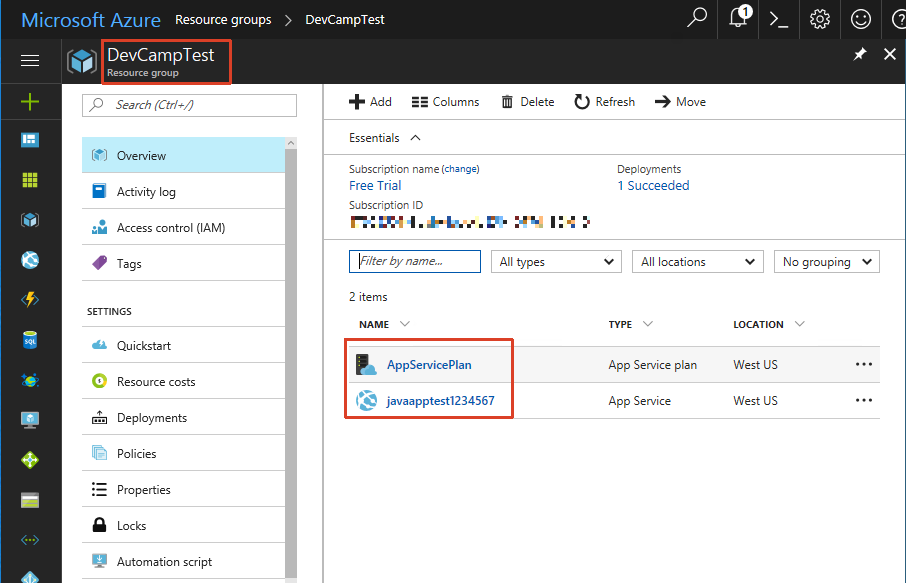 Microsoft Azure Resource groups > DevCampTest
1
DevCampTest
Resource group
Search (Ctrl+/)
Overview
Activity log
Access control (IAM)
Tags
SETTINGS
Quickstart
Resource costs
Deployments
Policies
Properties
Locks
Automation script
Add Columns Delete Refresh Move
Essentials
Subscription name (change) Deployments
Free Trial 1 Succeeded
Subscription ID
Filter by name... All types All locations No grouping
2 items
NAME TYPE LOCATION
AppServicePlan App Service plan West US ...
javaapptest1234567 App Service West US ...